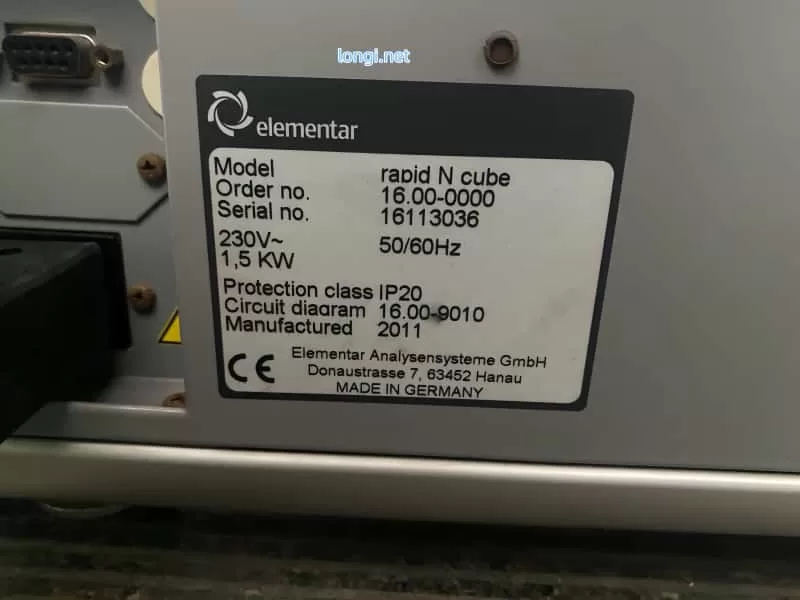 longi.net
elementar
Model rapid N cube
Order no. 16.00-0000
Serial no. 16113036
230V~ 50/60Hz
1,5 KW
Protection class IP20
Circuit diagram 16.00-9010
Manufactured 2011
CE
Elementar Analysensysteme GmbH
Donaustrasse 7, 63452 Hanau
MADE IN GERMANY